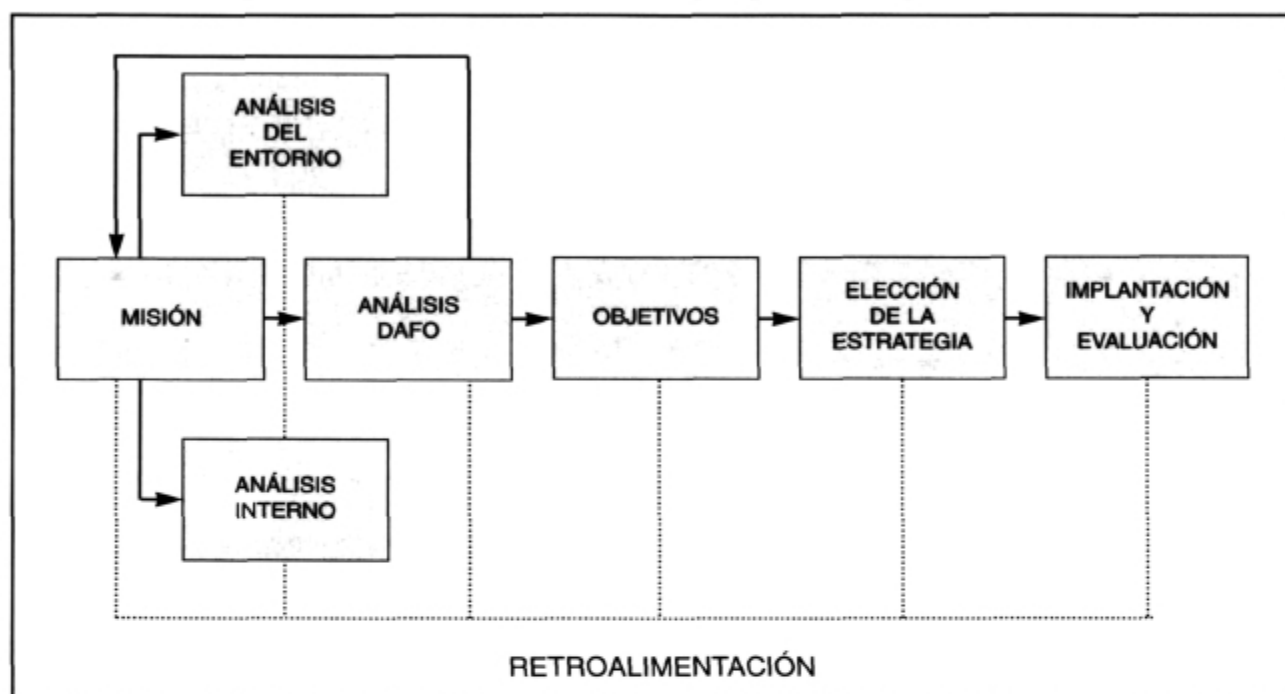 ANÁLISIS
DEL
ENTORNO
MISIÓN
ANÁLISIS
DAFO
OBJETIVOS
ELECCIÓN
DE LA
ESTRATEGIA
IMPLANTACIÓN
Y
EVALUACIÓN
ANÁLISIS
INTERNO
RETROALIMENTACIÓN